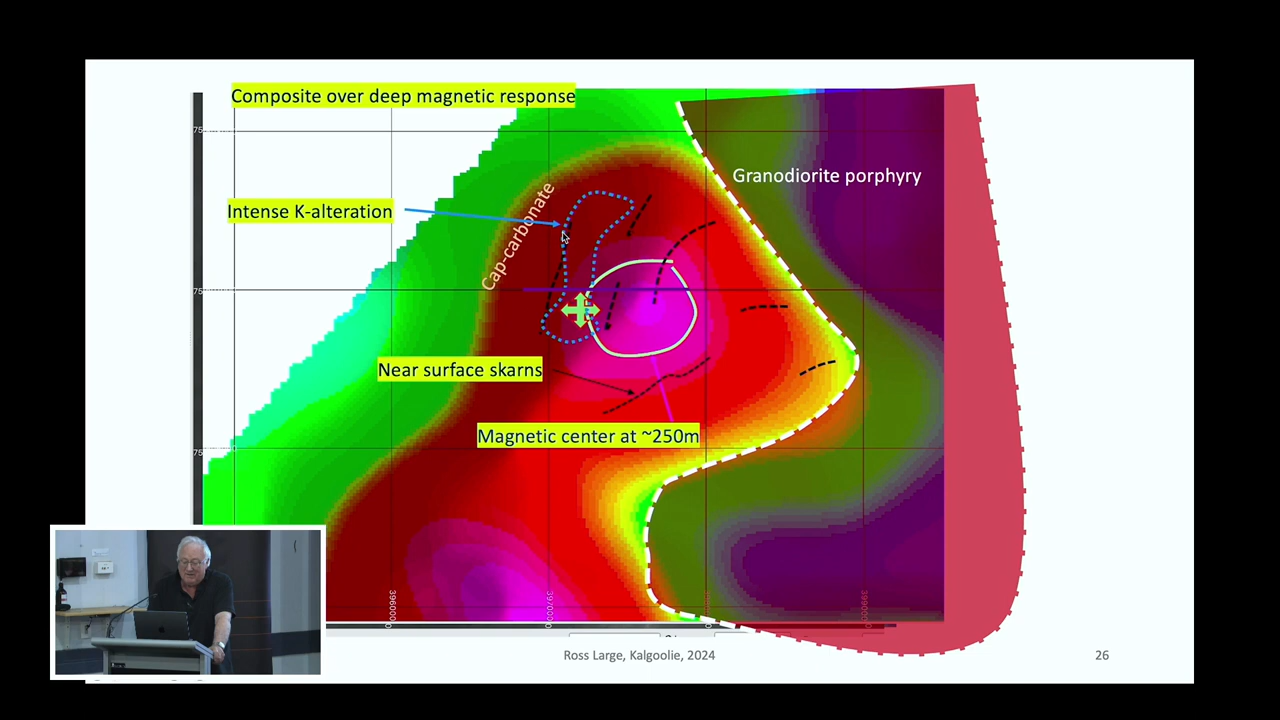 Composite over deep magnetic response
Granodiorite porphyry
Intense K-alteration
Cap-carbonate
Near surface skarns
Magnetic center at ~250m
Ross Large, Kalgoolie, 2024
26